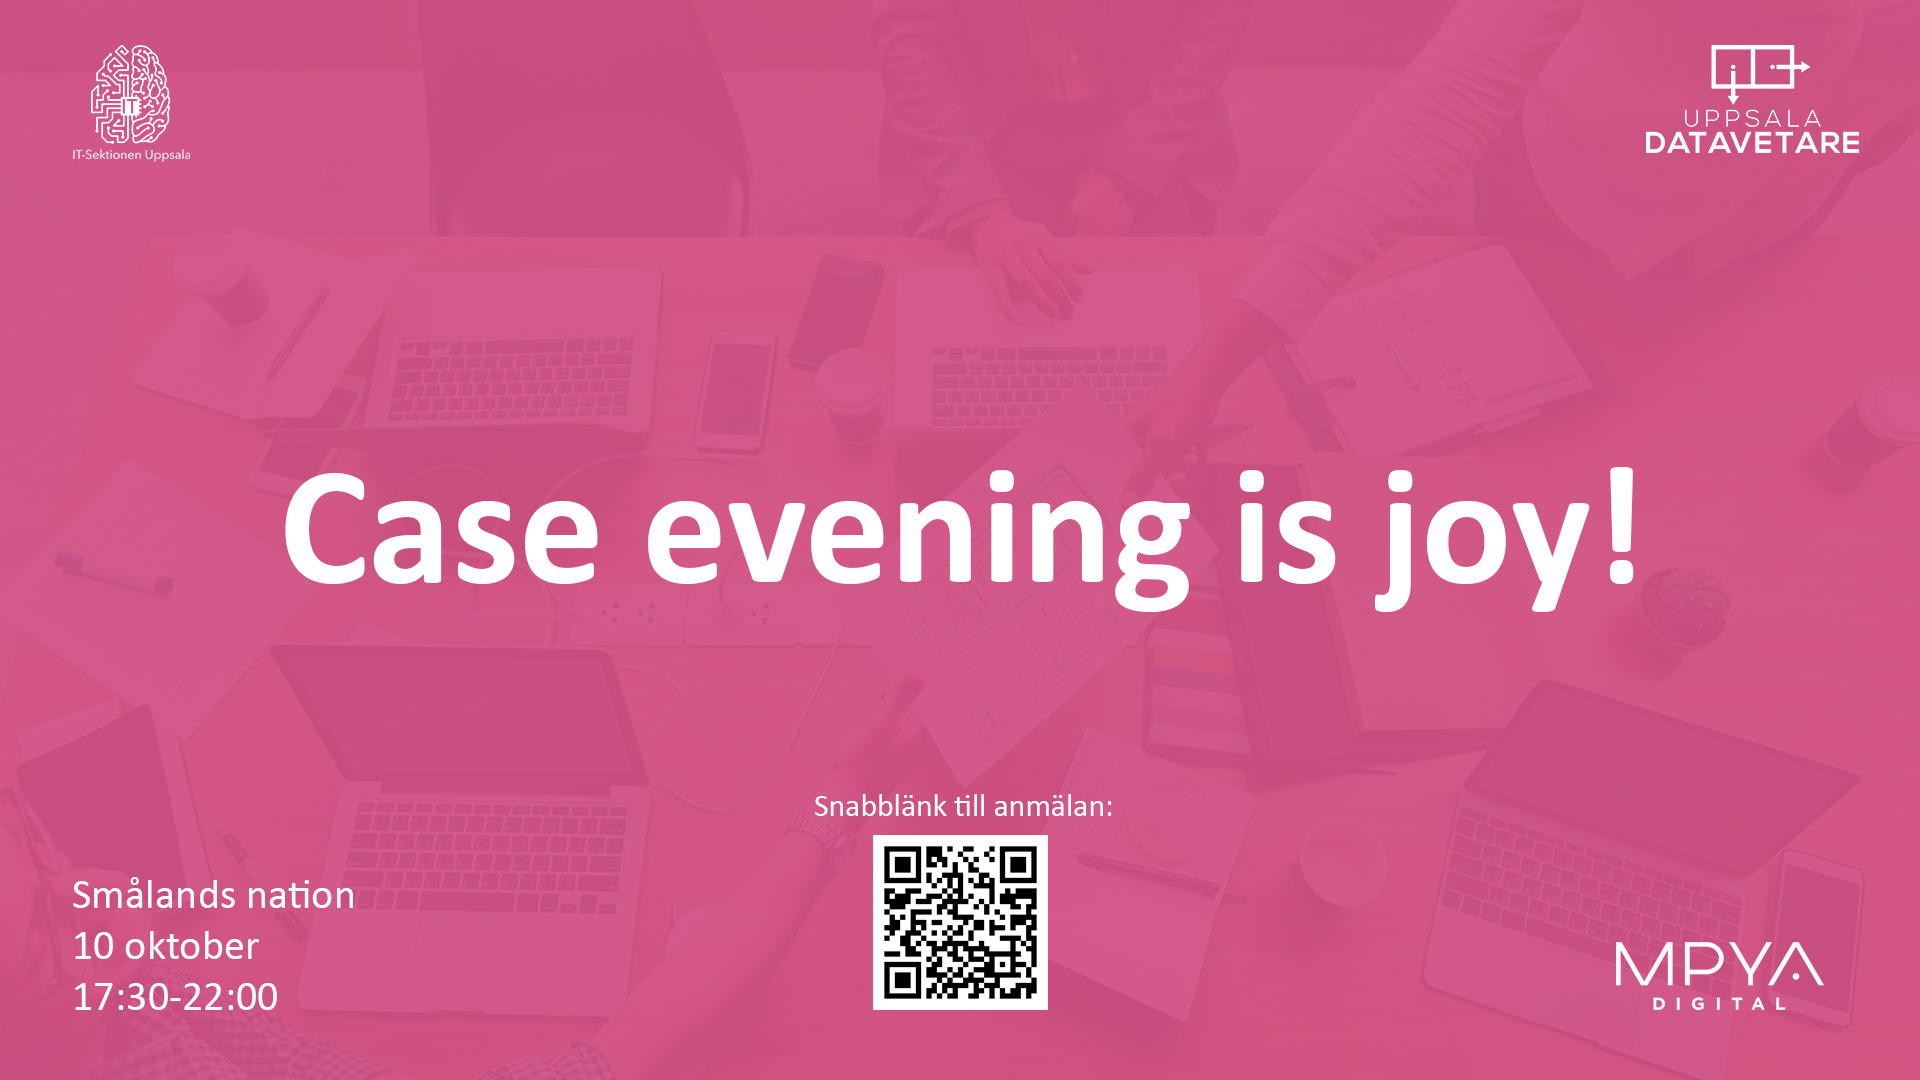 IT
IT-Sektionen Uppsala
UPPSALA
DATAVETARE
Case evening is joy!
Snabblänk till anmälan:
Smålands nation
10 oktober
17:30-22:00
MPYA
DIGITAL